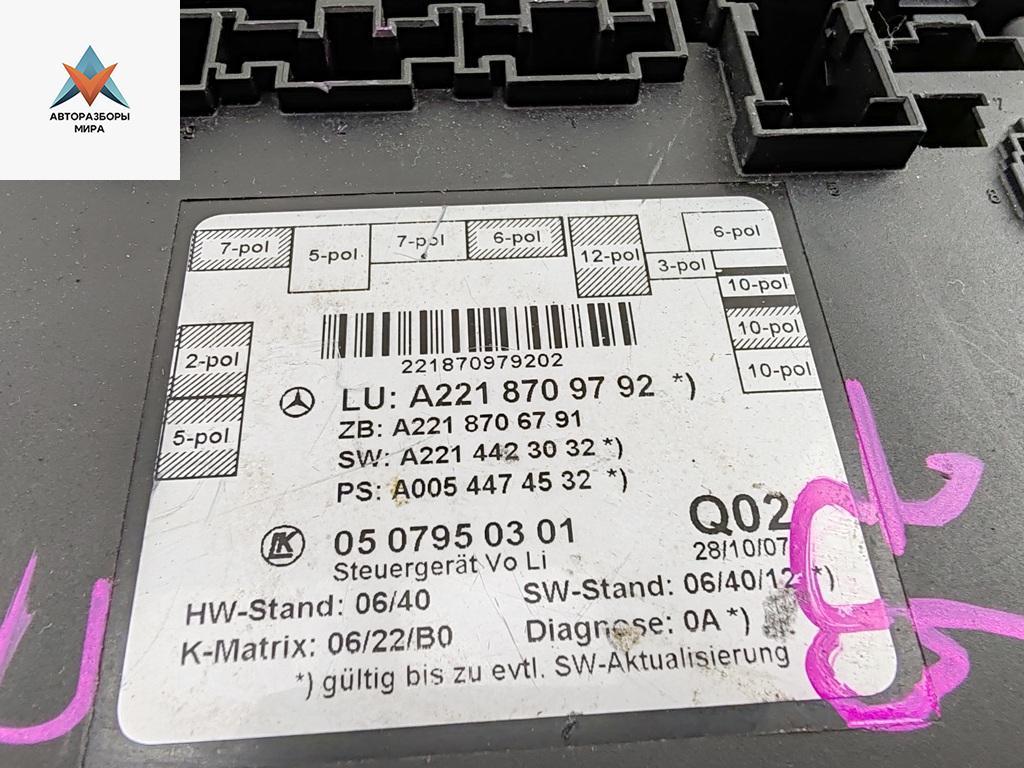 АВТОРАЗБОРЫ
МИРА
7-pol
5-pol
7-pol
6-pol
12-pol
3-pol
6-pol
10-pol
10-pol
10-pol
2-pol
5-pol
221870979202
LU: A221 870 97 92 *)
ZB: A221 870 67 91
SW: A221 442 30 32 *)
PS: A005 447 45 32 *)
LK
05 0795 03 01
Q02
Steuergerät Vo Li
28/10/07
HW-Stand: 06/40
SW-Stand: 06/40/12 *)
K-Matrix: 06/22/B0
Diagnose: 0A *)
*) gültig bis zu evtl. SW-Aktualisierung